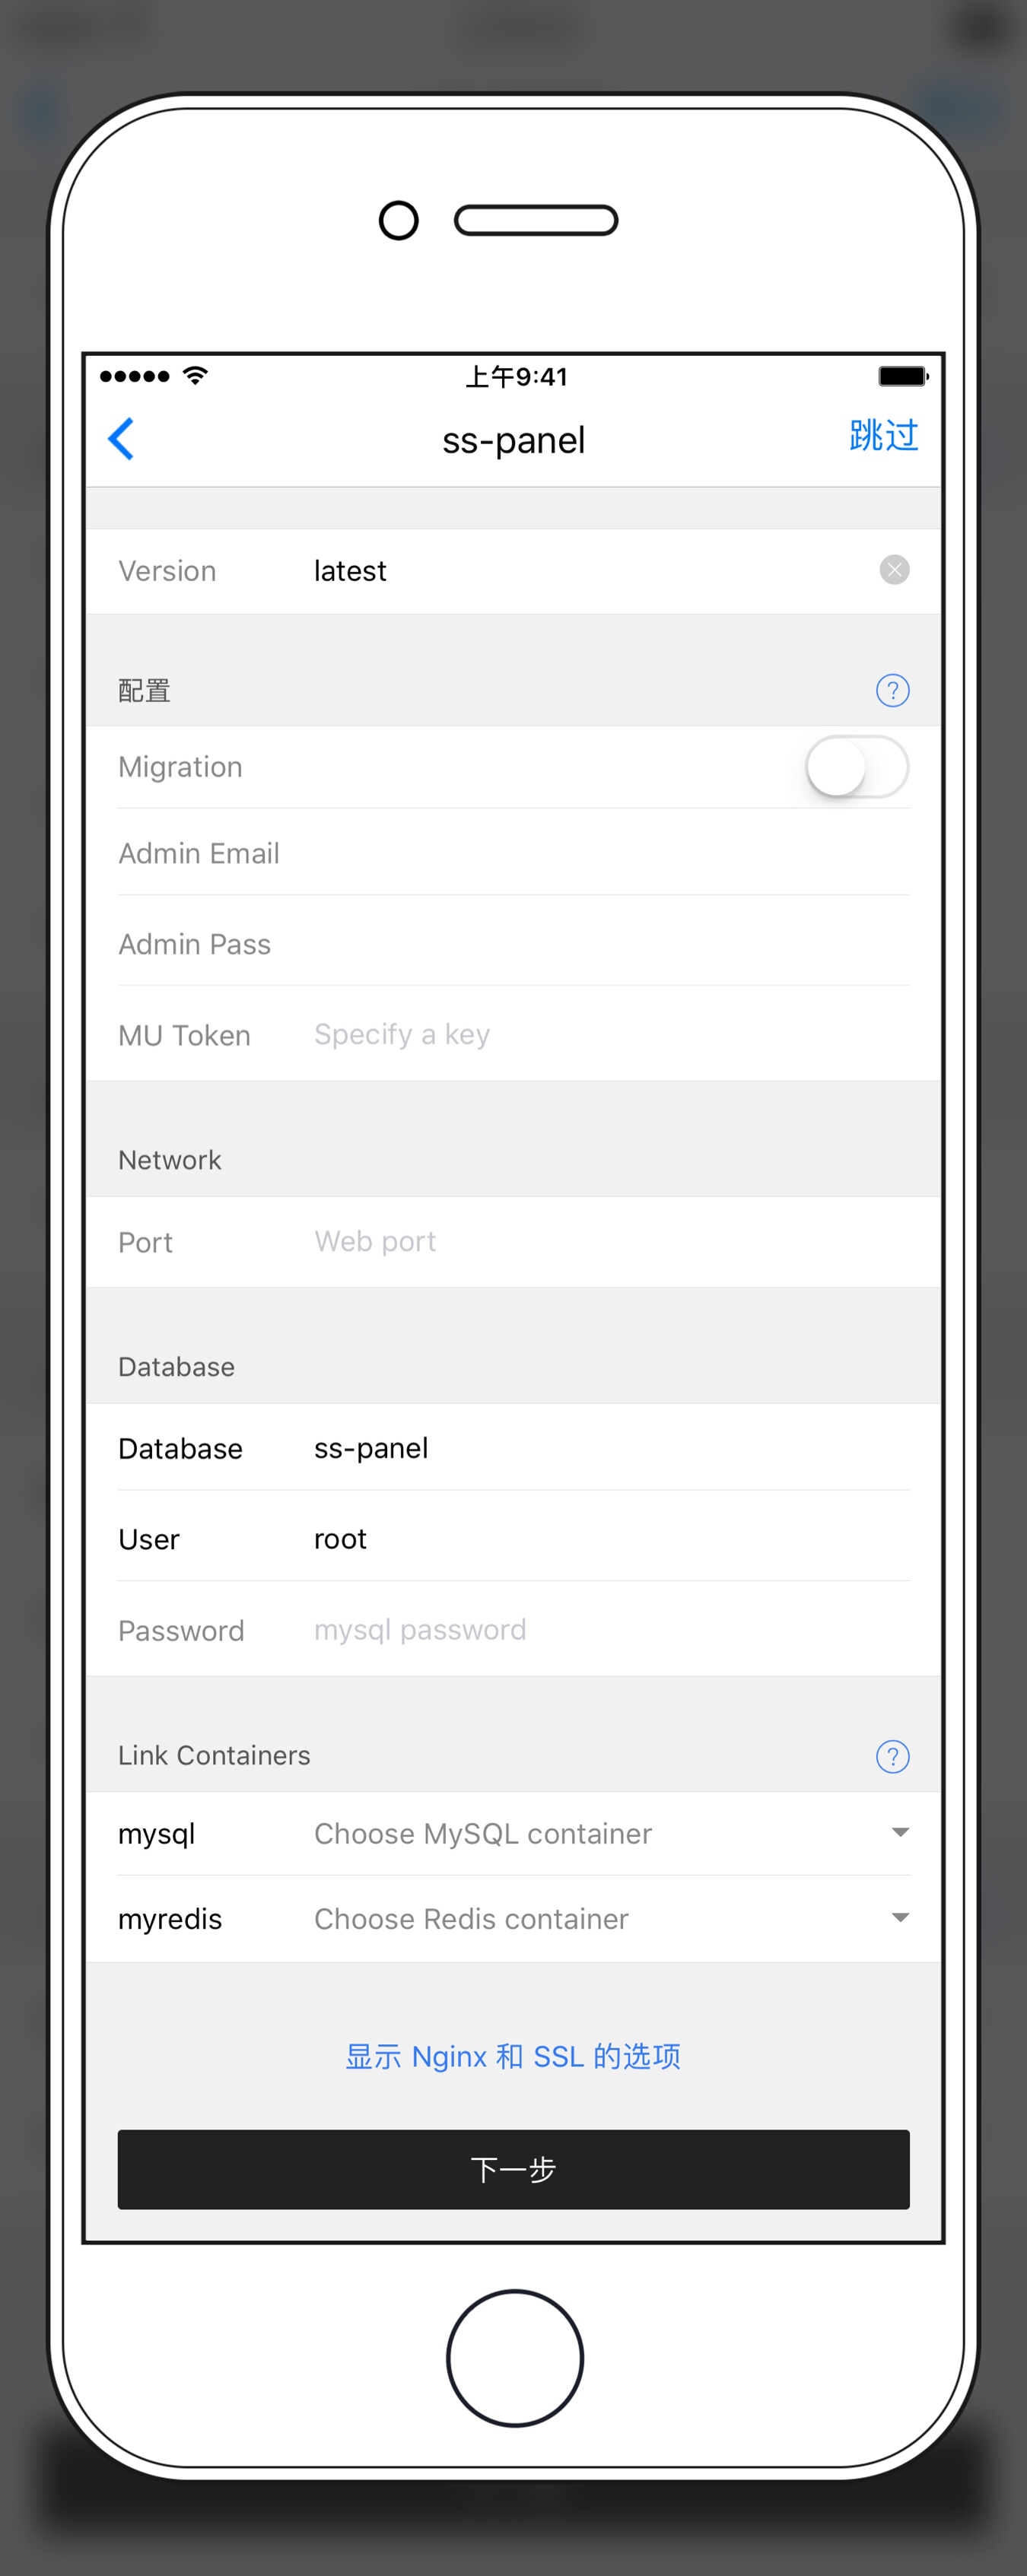 上午9:41
ss-panel 跳过
Version latest
配置 ?
Migration
Admin Email
Admin Pass
MU Token Specify a key
Network
Port Web port
Database
Database ss-panel
User root
Password mysql password
Link Containers ?
mysql Choose MySQL container
myredis Choose Redis container
显示 Nginx 和 SSL 的选项
下一步